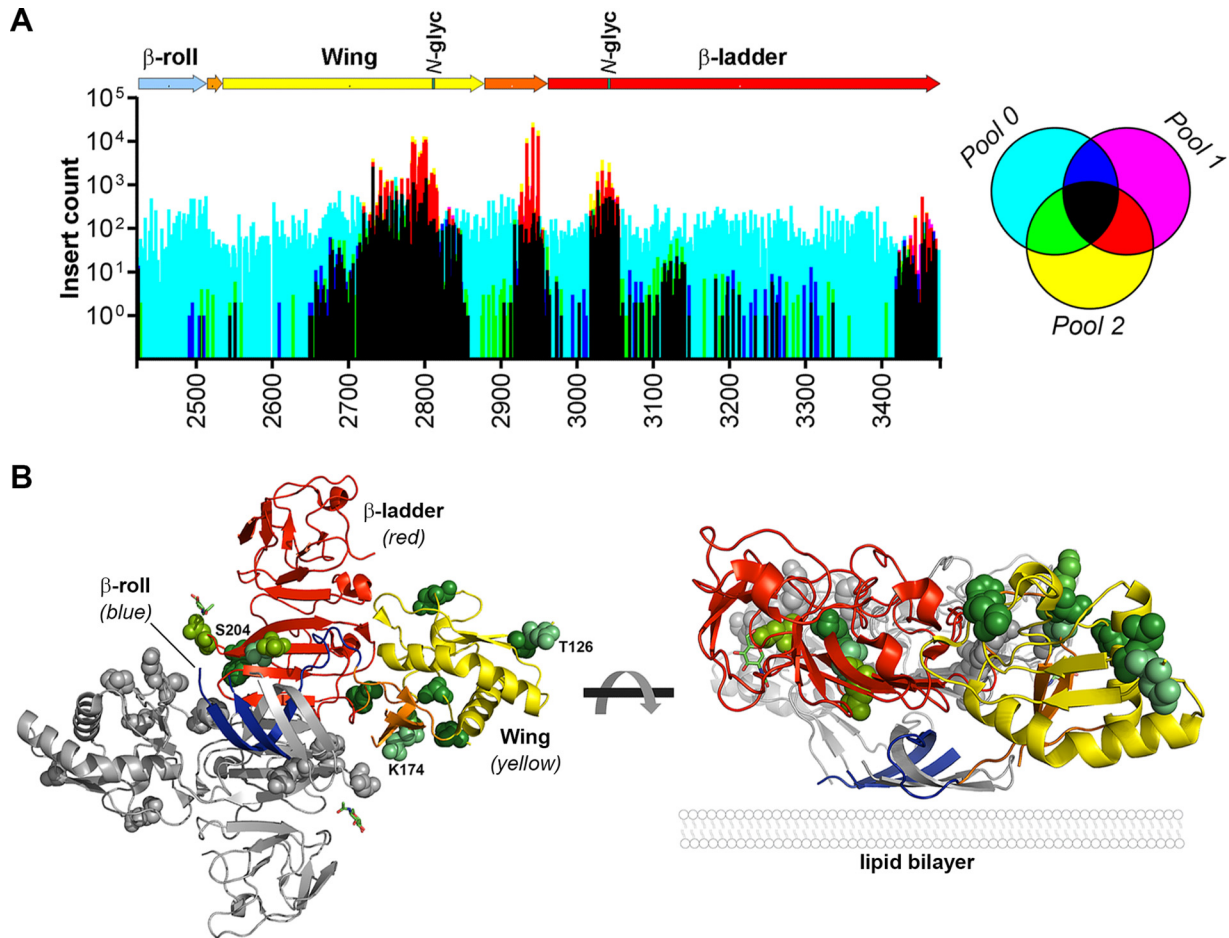 A
β-roll
Wing
N-glyc
N-glyc
β-ladder
10^5
10^4
10^3
10^2
10^1
10^0
Insert count
2500
2600
2700
2800
2900
3000
3100
3200
3300
3400
Pool 0
Pool 1
Pool 2
B
β-ladder
(red)
β-roll
(blue)
S204
T126
K174
Wing
(yellow)
lipid bilayer